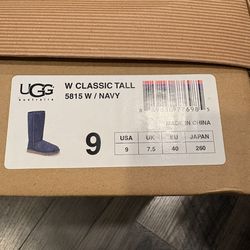 UGG
australia
W CLASSIC TALL
5815 W / NAVY
MADE IN CHINA
9
USA UK EU JAPAN
9 7.5 40 260